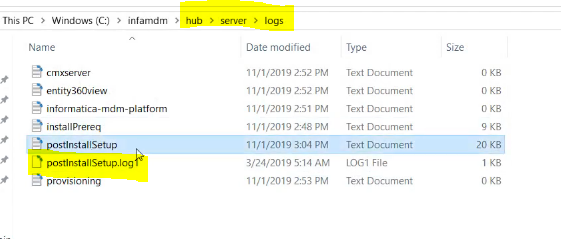 This PC > Windows (C:) > infamdm > hub > server > logs
Name Date modified Type Size
cmxserver 11/1/2019 2:52 PM Text Document 0 KB
entity360view 11/1/2019 2:52 PM Text Document 0 KB
informatica-mdm-platform 11/1/2019 2:51 PM Text Document 0 KB
installPrereq 11/1/2019 2:48 PM Text Document 9 KB
postInstallSetup 11/1/2019 3:04 PM Text Document 20 KB
postInstallSetup.log1 3/24/2019 5:14 AM LOG1 File 1 KB
provisioning 11/1/2019 2:53 PM Text Document 0 KB